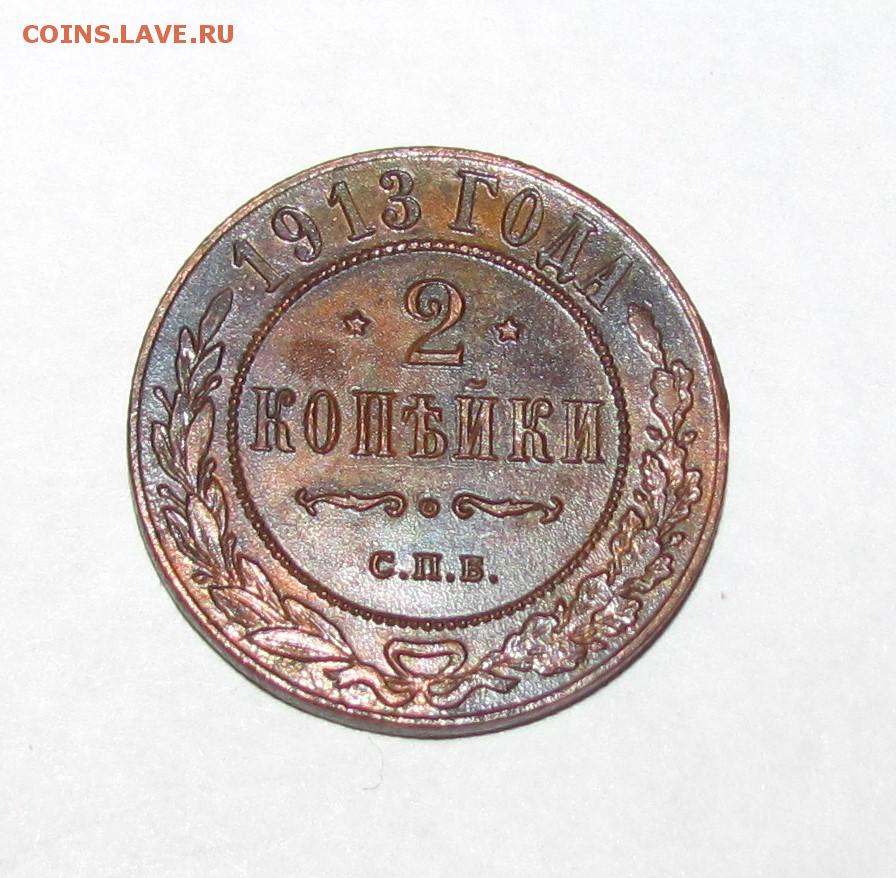 COINS.LAVE.RU
1913 ГОДА
2
КОПѢЙКИ
С.П.Б.